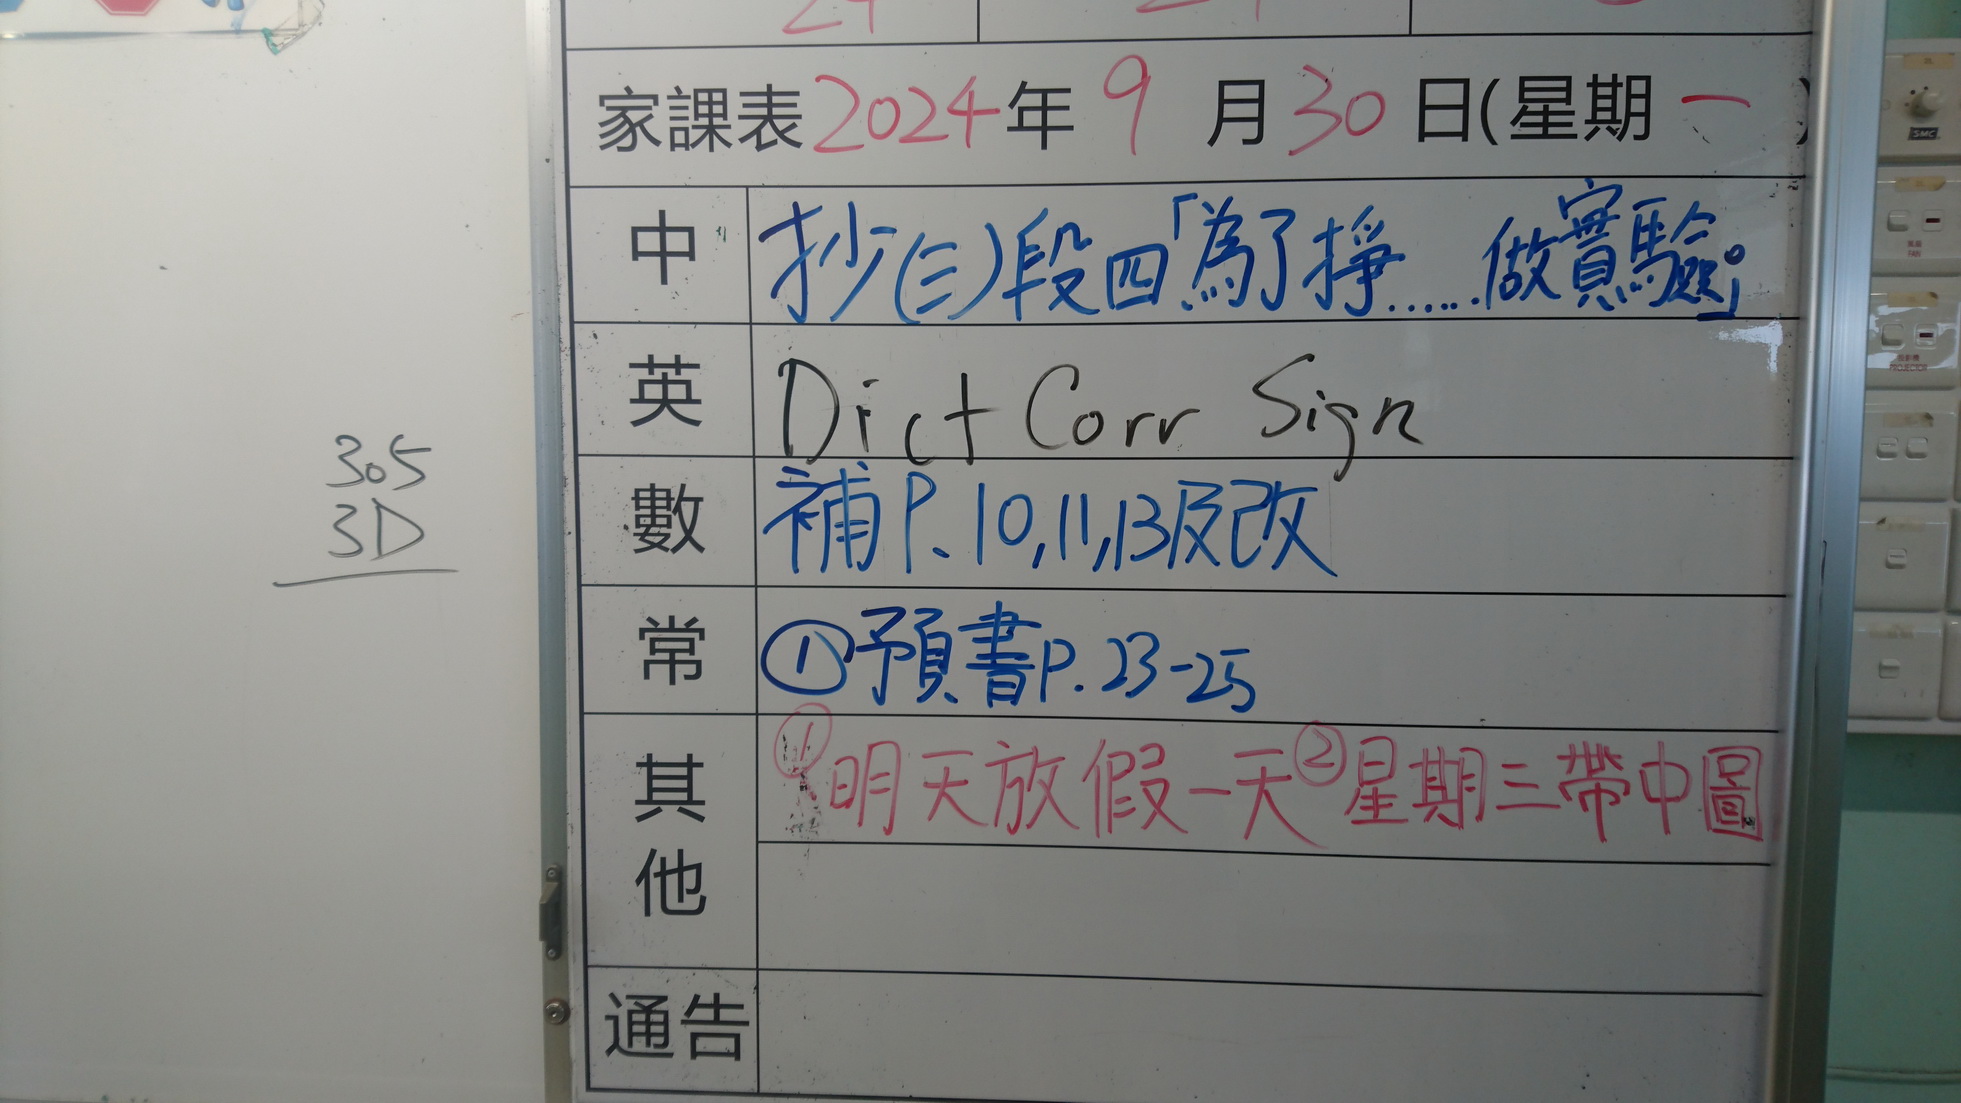 305
3D
家課表2024年9月30日(星期一)
中 抄(三)段四「為了掙......做實驗。」
英 Dict Corr Sign
數 補P.10,11,13及改
常 ①預書P.23-25
其他 ①明天放假一天②星期三帶中圖
通告
SMC
FAN
PROJECTOR